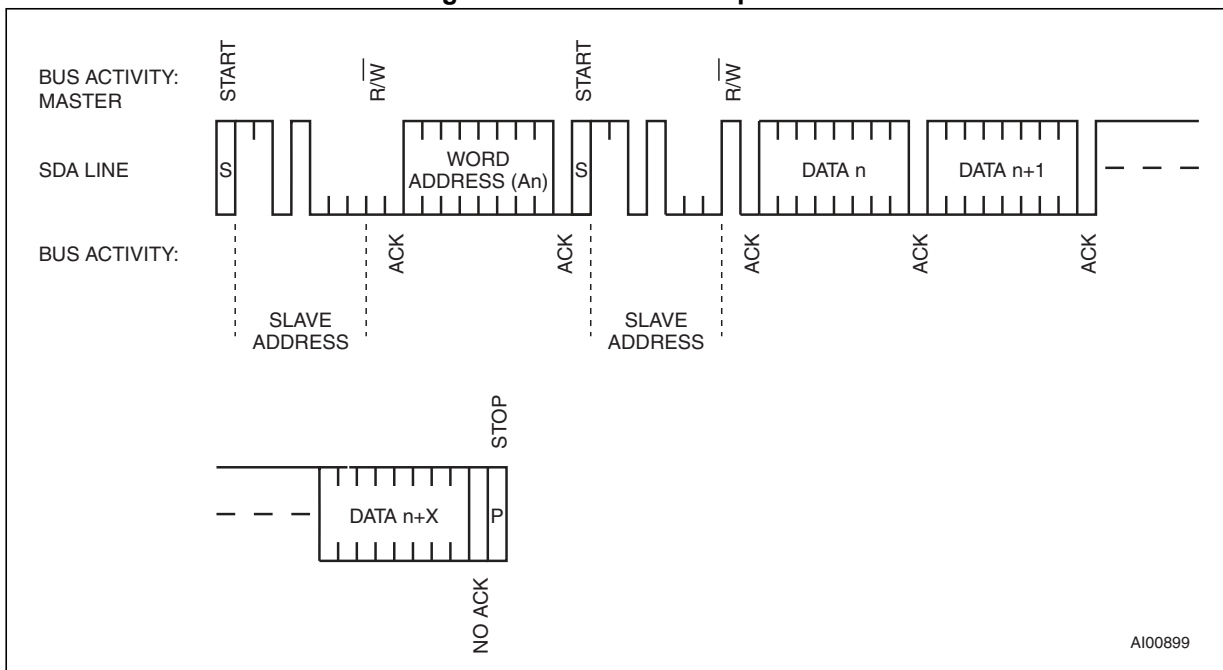 START
R/W
START
R/W
BUS ACTIVITY:
MASTER
SDA LINE
S
WORD
ADDRESS (An)
S
DATA n
DATA n+1
BUS ACTIVITY:
ACK
ACK
ACK
ACK
ACK
SLAVE
ADDRESS
SLAVE
ADDRESS
STOP
DATA n+X
P
NO ACK
AI00899